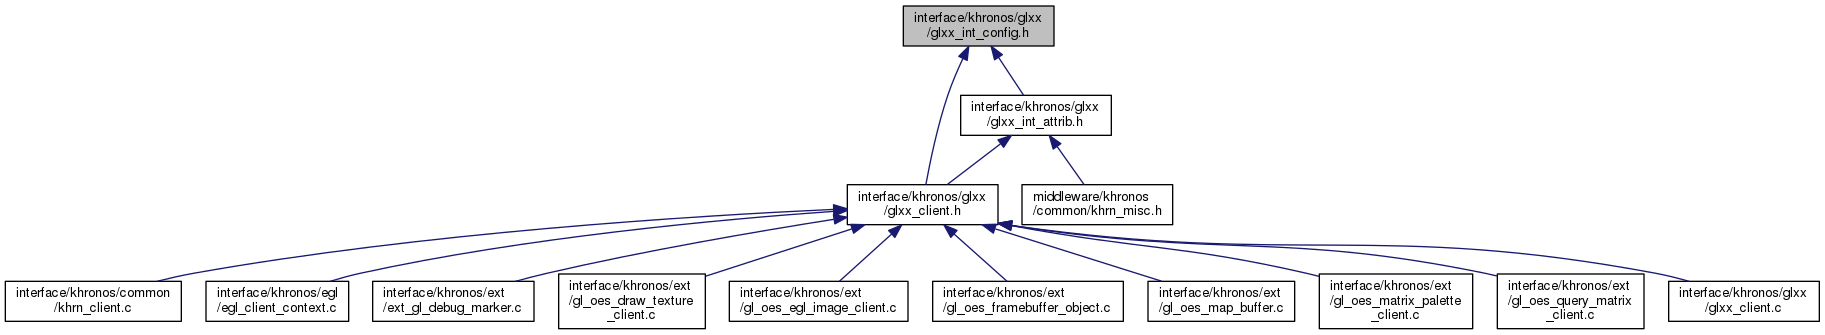 interface/khronos/glxx
/glxx_int_config.h
interface/khronos/glxx
/glxx_int_attrib.h
interface/khronos/glxx
/glxx_client.h
middleware/khronos
/common/khrn_misc.h
interface/khronos/common
/khrn_client.c
interface/khronos/egl
/egl_client_context.c
interface/khronos/ext
/ext_gl_debug_marker.c
interface/khronos/ext
/gl_oes_draw_texture
_client.c
interface/khronos/ext
/gl_oes_egl_image_client.c
interface/khronos/ext
/gl_oes_framebuffer_object.c
interface/khronos/ext
/gl_oes_map_buffer.c
interface/khronos/ext
/gl_oes_matrix_palette
_client.c
interface/khronos/ext
/gl_oes_query_matrix
_client.c
interface/khronos/glxx
/glxx_client.c